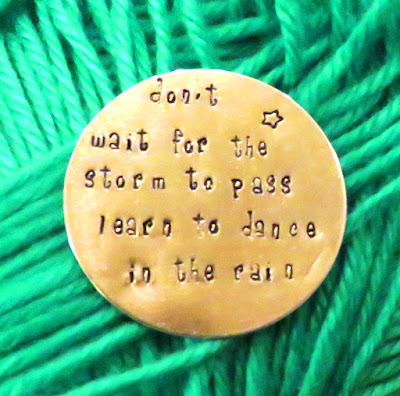 don't
wait for the
storm to pass
learn to dance
in the rain